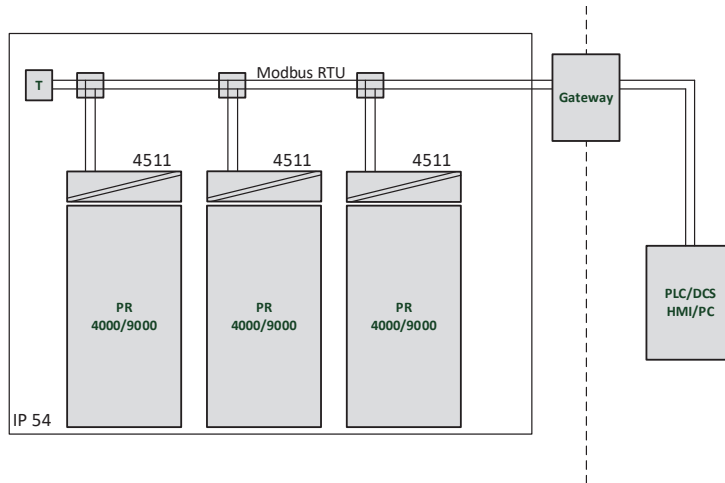 Modbus RTU
T
Gateway
4511
4511
4511
PR
4000/9000
PR
4000/9000
PR
4000/9000
PLC/DCS
HMI/PC
IP 54